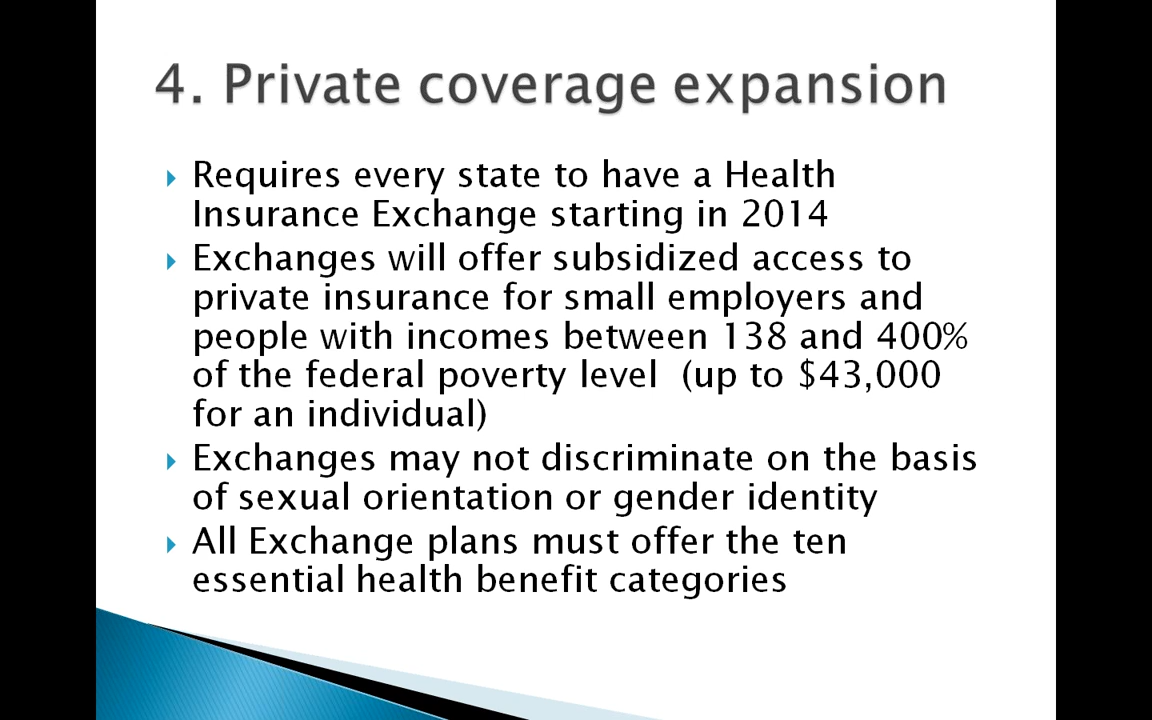 4. Private coverage expansion
Requires every state to have a Health
Insurance Exchange starting in 2014
Exchanges will offer subsidized access to
private insurance for small employers and
people with incomes between 138 and 400%
of the federal poverty level  (up to $43,000
for an individual)
Exchanges may not discriminate on the basis
of sexual orientation or gender identity
All Exchange plans must offer the ten
essential health benefit categories